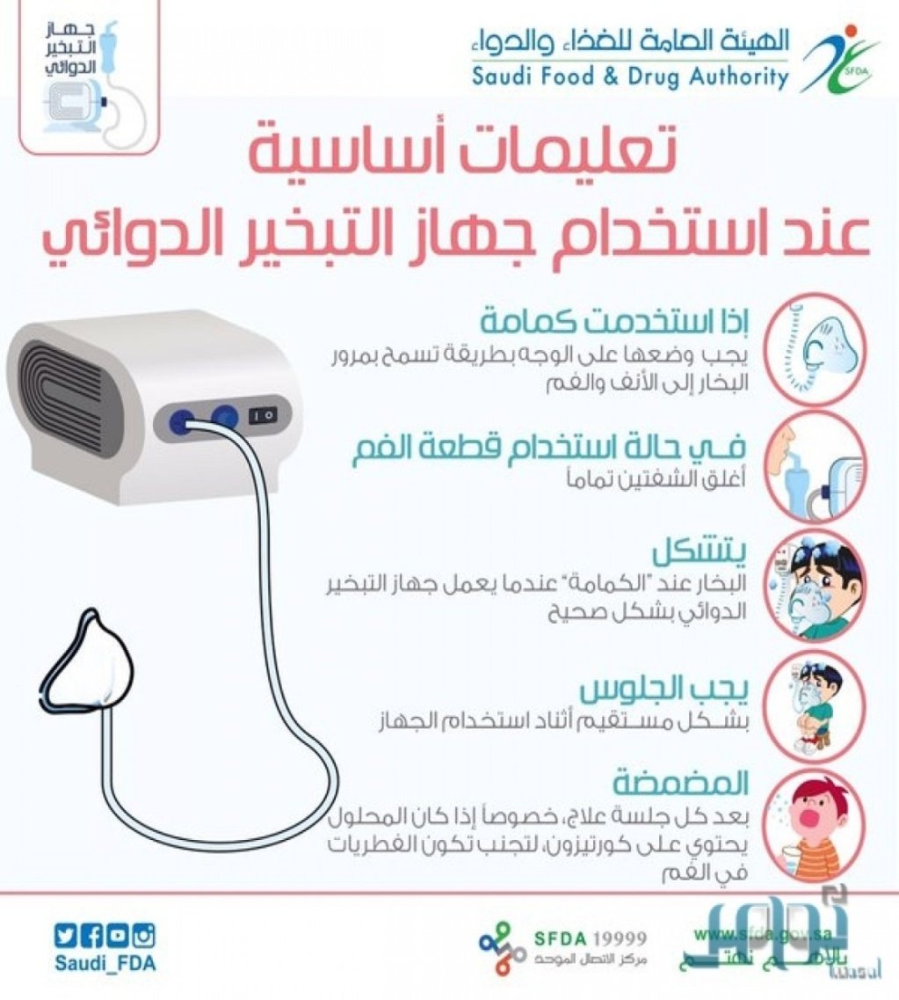 جهاز
التبخير
الدوائي
الهيئة العامة للغذاء والدواء
Saudi Food & Drug Authority
SFDA
تعليمات أساسية
عند استخدام جهاز التبخير الدوائي
إذا استخدمت كمامة
يجب وضعها على الوجه بطريقة تسمح بمرور
البخار إلى الأنف والفم
في حالة استخدام قطعة الفم
أغلق الشفتين تماماً
يتشكل
البخار عند "الكمامة" عندما يعمل جهاز التبخير
الدوائي بشكل صحيح
يجب الجلوس
بشكل مستقيم أثناد استخدام الجهاز
المضمضة
بعد كل جلسة علاج، خصوصاً إذا كان المحلول
يحتوي على كورتيزون، لتجنب تكون الفطريات
في الفم
Saudi_FDA
SFDA 19999
مركز الاتصال الموحد
www.sfda.gov.sa
بالأهم نهتم